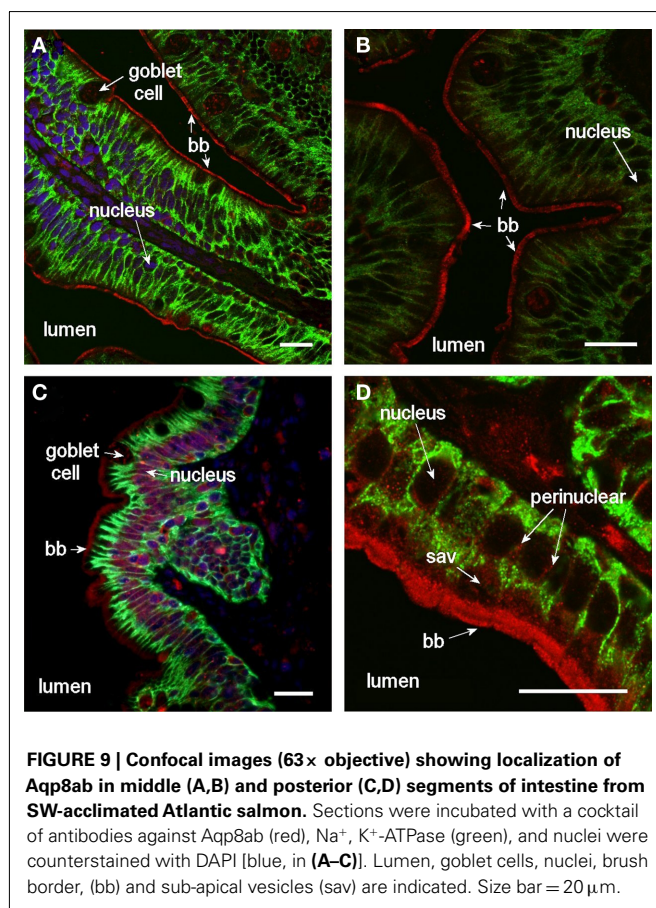 A
goblet
cell
bb
nucleus
lumen
B
nucleus
bb
lumen
C
goblet
cell
nucleus
bb
lumen
D
nucleus
perinuclear
sav
bb
lumen
FIGURE 9 | Confocal images (63× objective) showing localization of
Aqp8ab in middle (A,B) and posterior (C,D) segments of intestine from
SW-acclimated Atlantic salmon. Sections were incubated with a cocktail
of antibodies against Aqp8ab (red), Na⁺, K⁺-ATPase (green), and nuclei were
counterstained with DAPI [blue, in (A–C)]. Lumen, goblet cells, nuclei, brush
border, (bb) and sub-apical vesicles (sav) are indicated. Size bar = 20 μm.